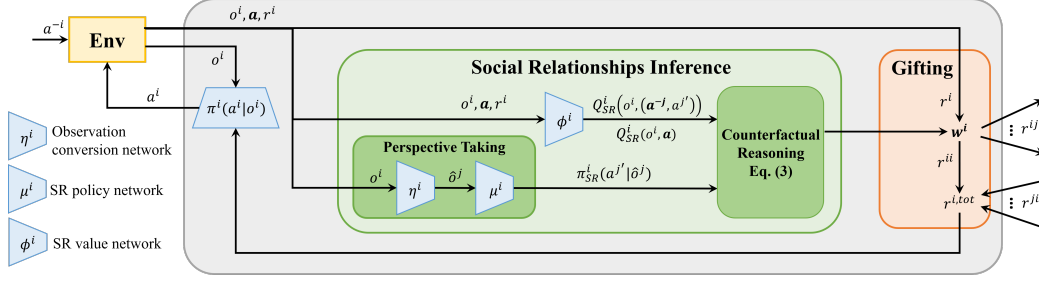 a^{-i}
Env
o^i, a, r^i
o^i
a^i
π^i(a^i|o^i)
η^i
Observation
conversion network
μ^i
SR policy network
ϕ^i
SR value network
Social Relationships Inference
o^i, a, r^i
ϕ^i
Q^i_{SR}(o^i, (a^{-j}, a^{j'}))
Q^i_{SR}(o^i, a)
Perspective Taking
o^i
η^i
ô^j
μ^i
π^i_{SR}(a^{j'}|ô^j)
Counterfactual
Reasoning
Eq. (3)
Gifting
r^i
w^i
r^{ii}
r^{i,tot}
⋮ r^{ij}
⋮ r^{ji}